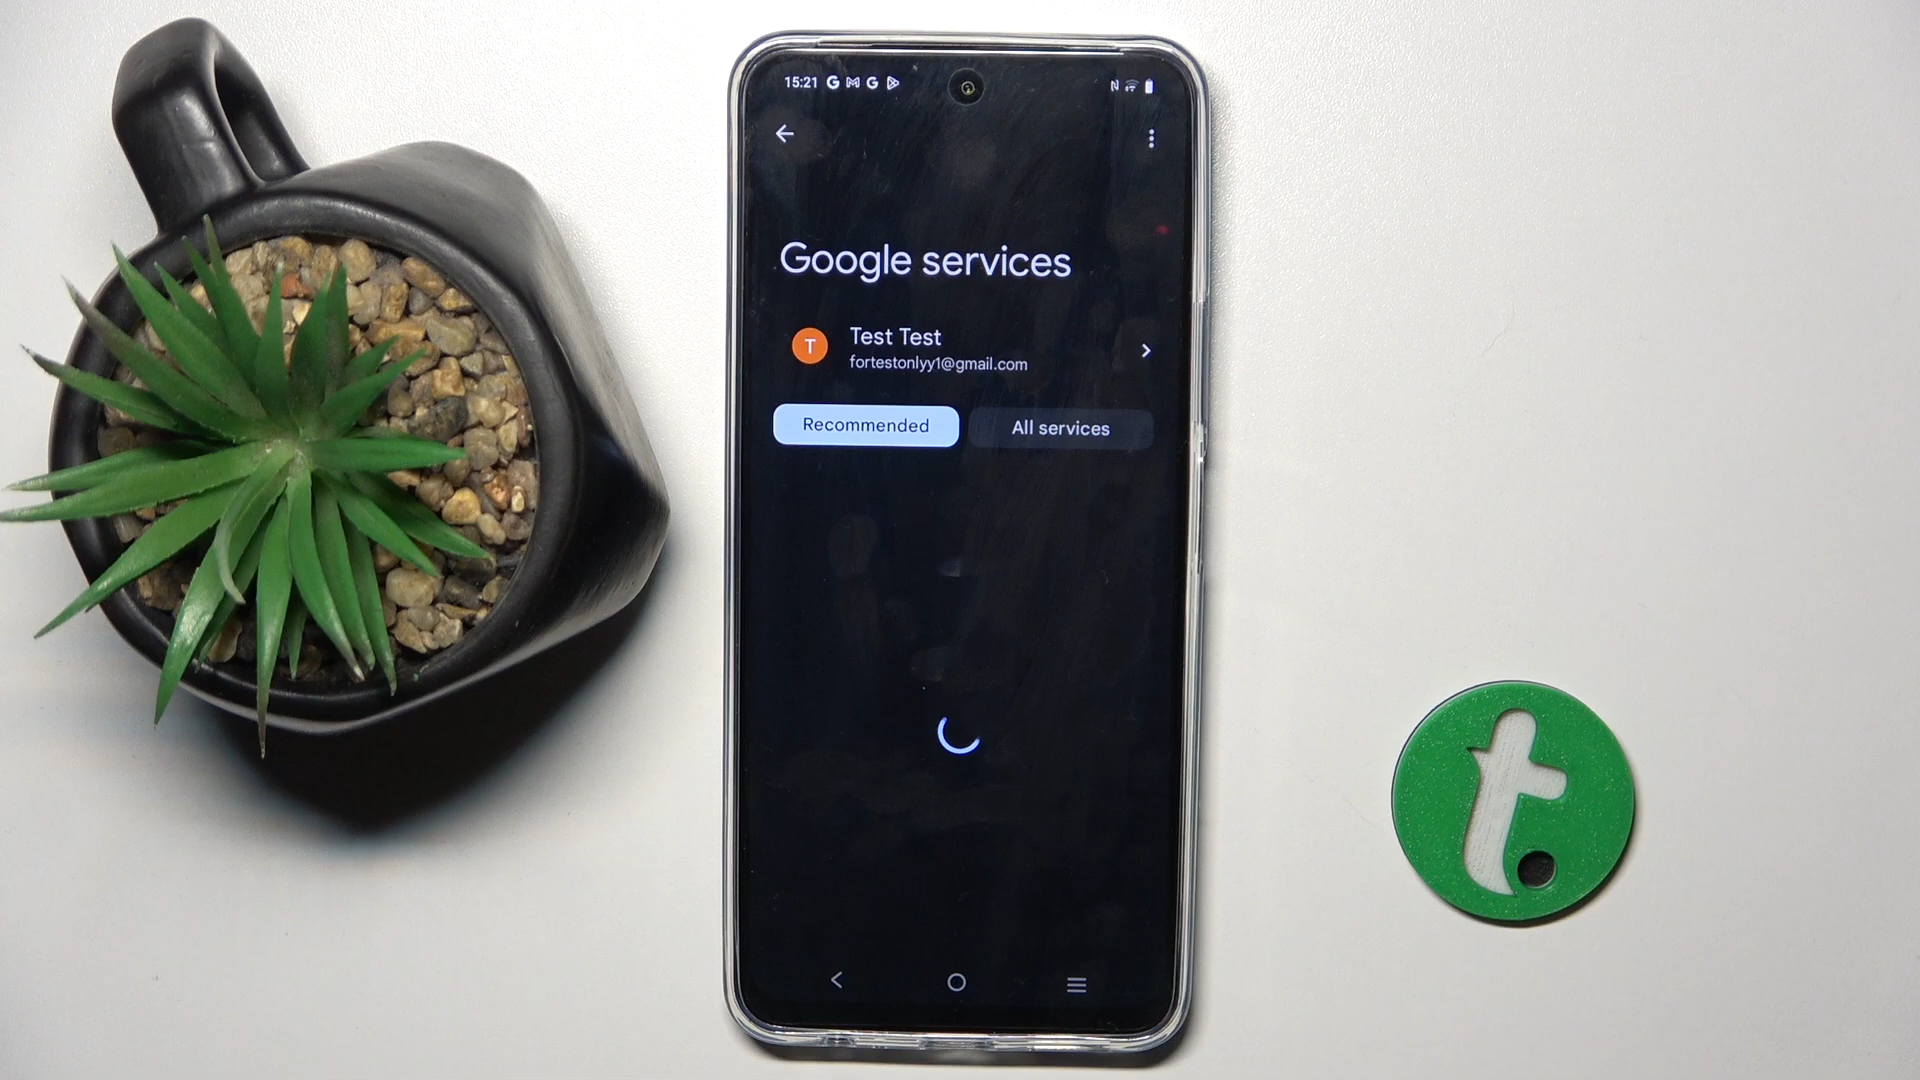 15:21
Google services
T
Test Test
fortestonlyy1@gmail.com
Recommended
All services
t